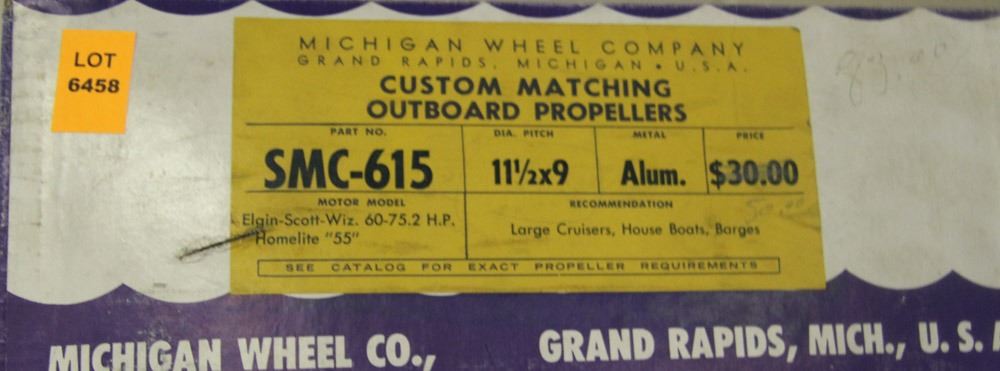 LOT
6458
MICHIGAN WHEEL COMPANY
GRAND RAPIDS, MICHIGAN • U.S.A.
CUSTOM MATCHING
OUTBOARD PROPELLERS
PART NO. DIA. PITCH METAL PRICE
SMC-615 11½x9 Alum. $30.00
MOTOR MODEL RECOMMENDATION
Elgin-Scott-Wiz. 60-75.2 H.P.
Homelite "55"
Large Cruisers, House Boats, Barges
SEE CATALOG FOR EXACT PROPELLER REQUIREMENTS
MICHIGAN WHEEL CO., GRAND RAPIDS, MICH., U. S.